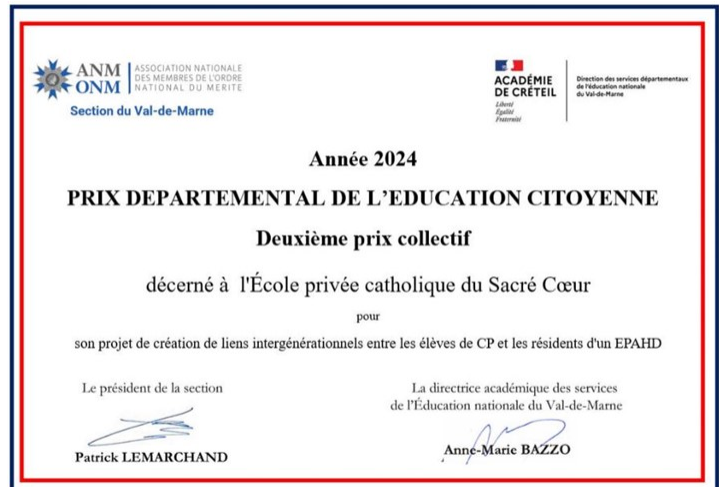 ANM ONM
ASSOCIATION NATIONALE
DES MEMBRES DE L'ORDRE
NATIONAL DU MERITE
Section du Val-de-Marne
ACADÉMIE
DE CRÉTEIL
Liberté
Égalité
Fraternité
Direction des services départementaux
de l'éducation nationale
du Val-de-Marne
Année 2024
PRIX DEPARTEMENTAL DE L'EDUCATION CITOYENNE
Deuxième prix collectif
décerné à l'École privée catholique du Sacré Cœur
pour
son projet de création de liens intergénérationnels entre les élèves de CP et les résidents d'un EPAHD
Le président de la section
Patrick LEMARCHAND
La directrice académique des services
de l'Éducation nationale du Val-de-Marne
Anne-Marie BAZZO